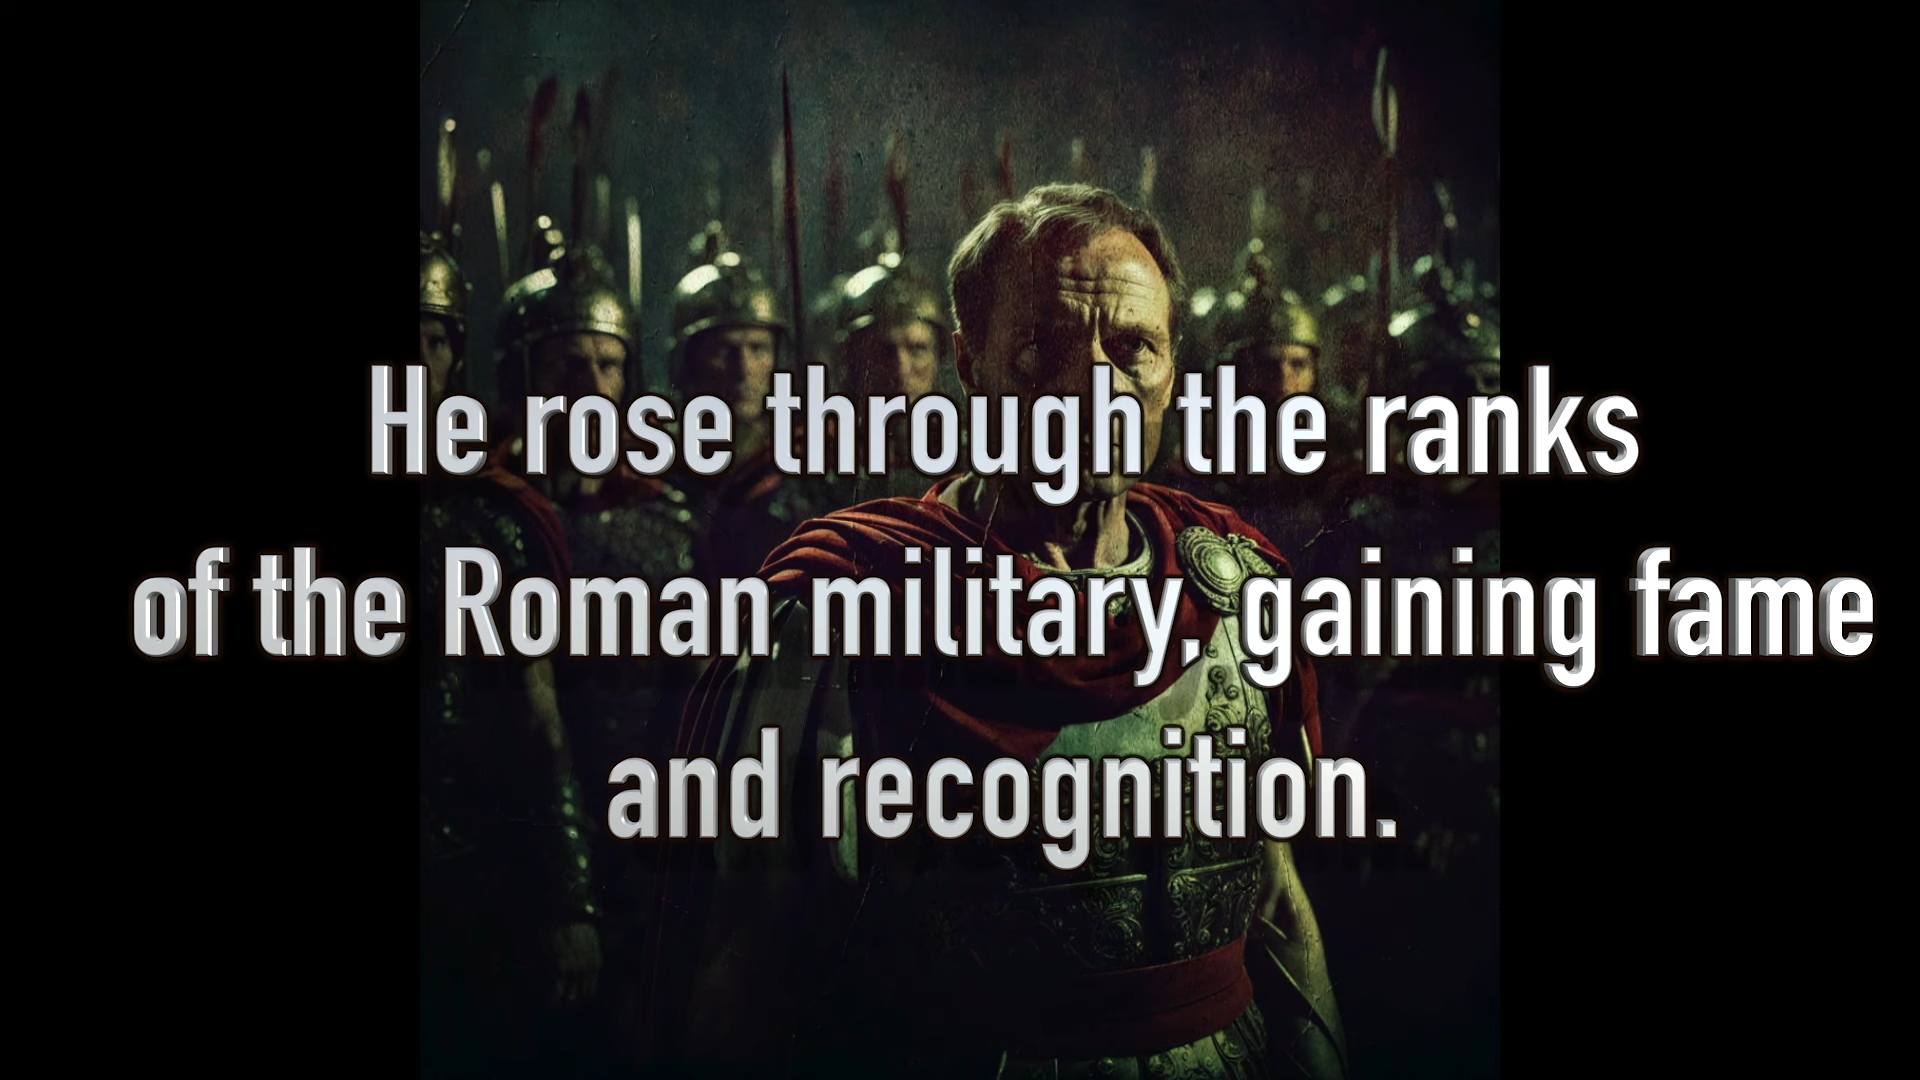 He rose through the ranks
of the Roman military, gaining fame
and recognition.